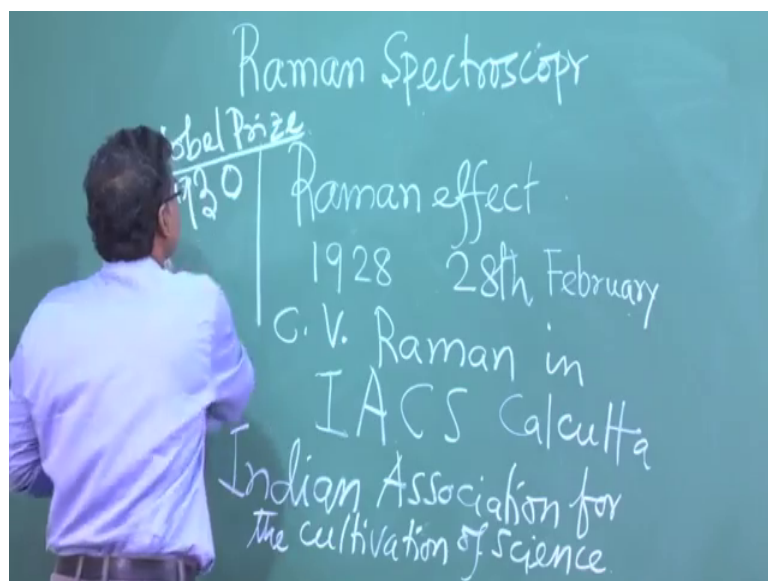 Raman Spectroscopy
obel Prize
930
Raman effect
1928 28th February
C. V. Raman in
IACS Calcutta
Indian Association for
the cultivation of science